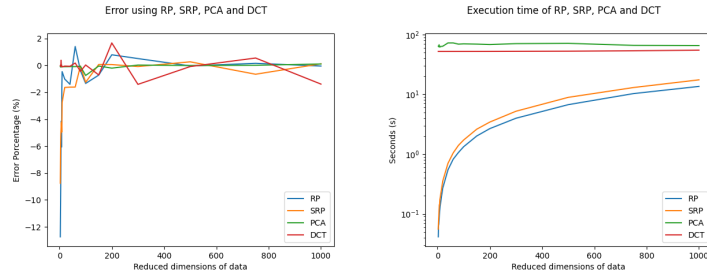 Error using RP, SRP, PCA and DCT
2
0
−2
−4
−6
−8
−10
−12
Error Percentage (%)
RP
SRP
PCA
DCT
0
200
400
600
800
1000
Reduced dimensions of data
Execution time of RP, SRP, PCA and DCT
10²
10¹
10⁰
10⁻¹
Seconds (s)
RP
SRP
PCA
DCT
0
200
400
600
800
1000
Reduced dimensions of data